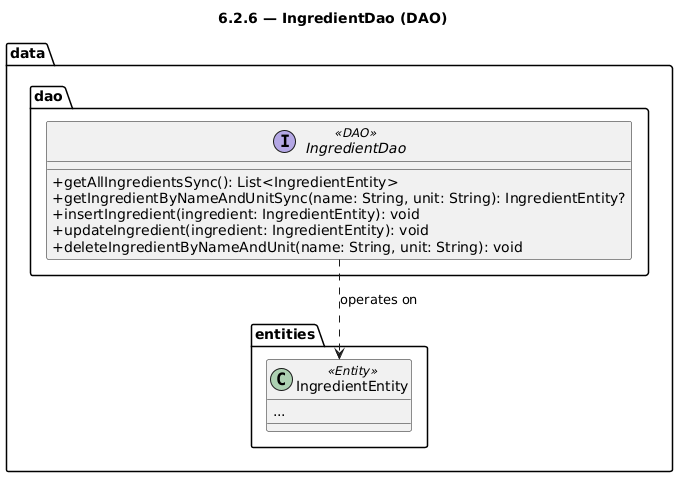 6.2.6 — IngredientDao (DAO)
data
dao
I
«DAO»
IngredientDao
+getAllIngredientsSync(): List<IngredientEntity>
+getIngredientByNameAndUnitSync(name: String, unit: String): IngredientEntity?
+insertIngredient(ingredient: IngredientEntity): void
+updateIngredient(ingredient: IngredientEntity): void
+deleteIngredientByNameAndUnit(name: String, unit: String): void
operates on
entities
C
«Entity»
IngredientEntity
...